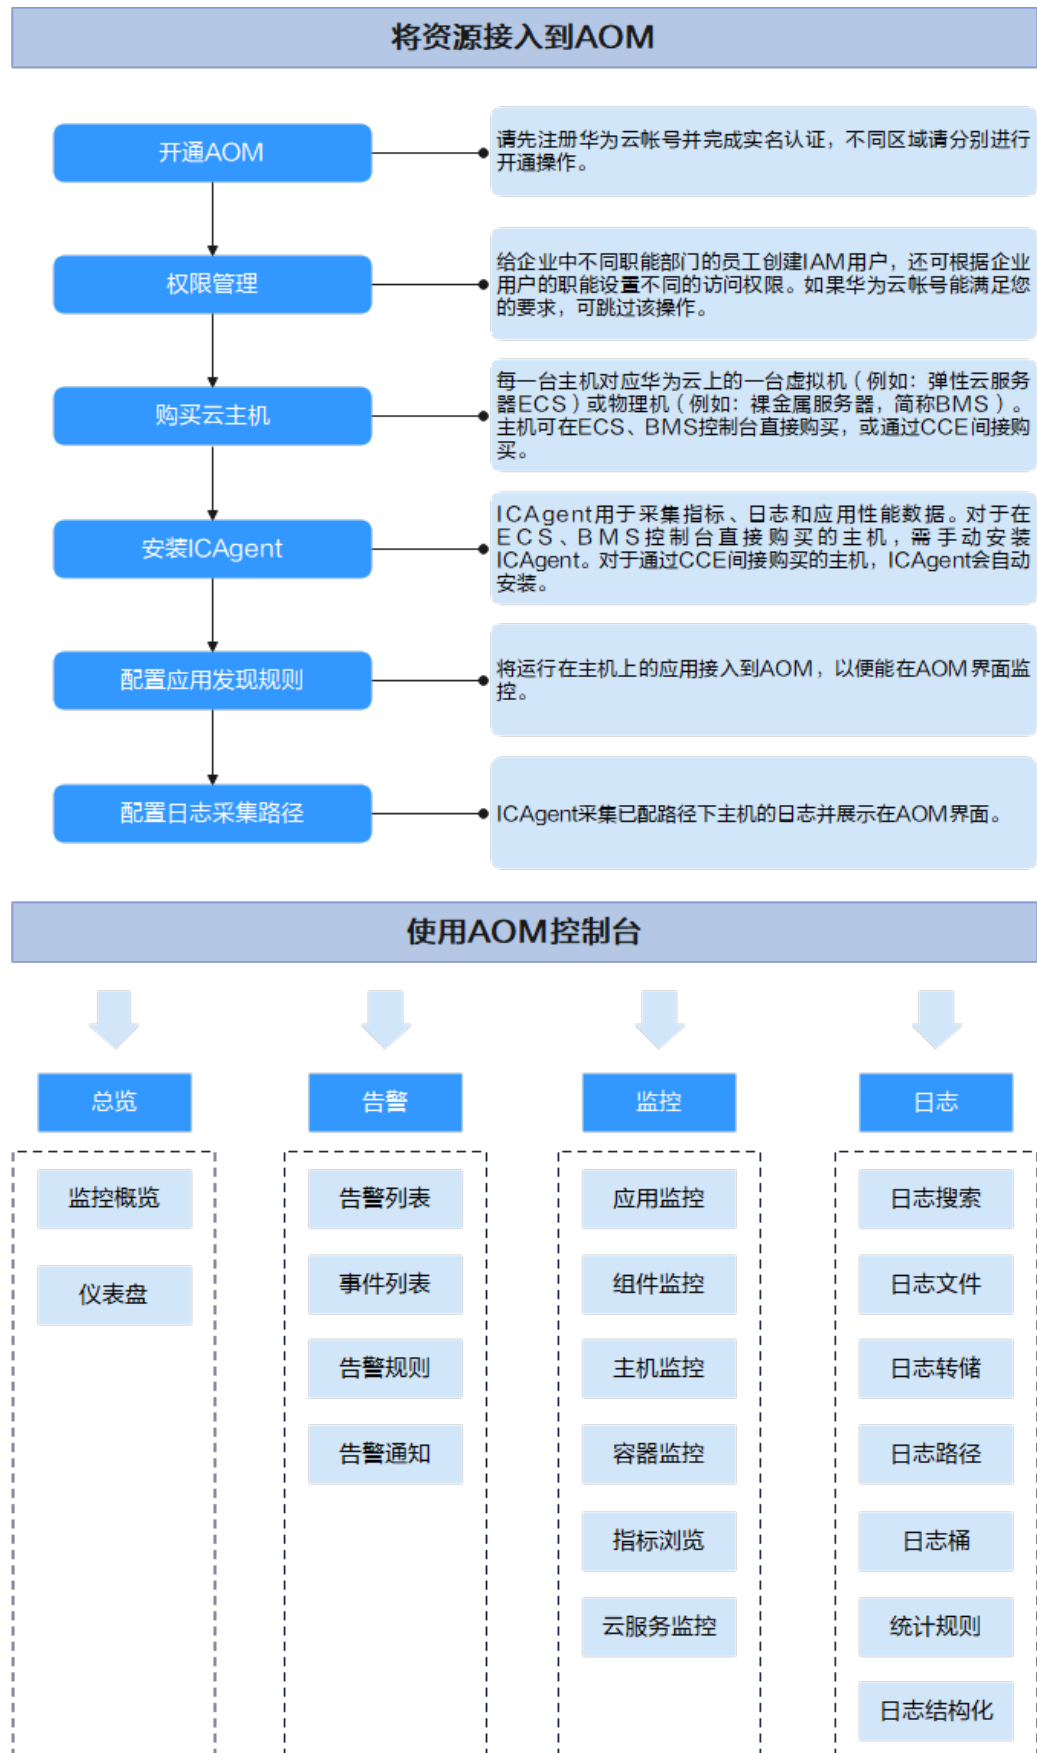 将资源接入到AOM
开通AOM
请先注册华为云帐号并完成实名认证，不同区域请分别进行
开通操作。
权限管理
给企业中不同职能部门的员工创建IAM用户，还可根据企业
用户的职能设置不同的访问权限。如果华为云帐号能满足您
的要求，可跳过该操作。
购买云主机
每一台主机对应华为云上的一台虚拟机（例如：弹性云服务
器ECS）或物理机（例如：裸金属服务器，简称BMS）。
主机可在ECS、BMS控制台直接购买，或通过CCE间接购
买。
安装ICAgent
ICAgent用于采集指标、日志和应用性能数据。对于在
ECS、BMS控制台直接购买的主机，需手动安装
ICAgent。对于通过CCE间接购买的主机，ICAgent会自动
安装。
配置应用发现规则
将运行在主机上的应用接入到AOM，以便能在AOM界面监
控。
配置日志采集路径
ICAgent采集已配路径下主机的日志并展示在AOM界面。
使用AOM控制台
总览
告警
监控
日志
监控概览
告警列表
应用监控
日志搜索
仪表盘
事件列表
组件监控
日志文件
告警规则
主机监控
日志转储
告警通知
容器监控
日志路径
指标浏览
日志桶
云服务监控
统计规则
日志结构化